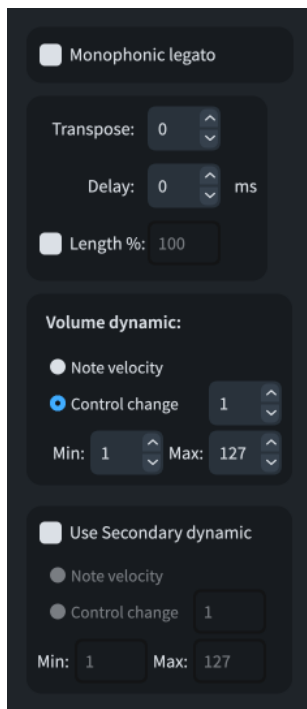 Monophonic legato
Transpose: 0
Delay: 0 ms
Length %: 100
Volume dynamic:
Note velocity
Control change 1
Min: 1 Max: 127
Use Secondary dynamic
Note velocity
Control change 1
Min: 1 Max: 127